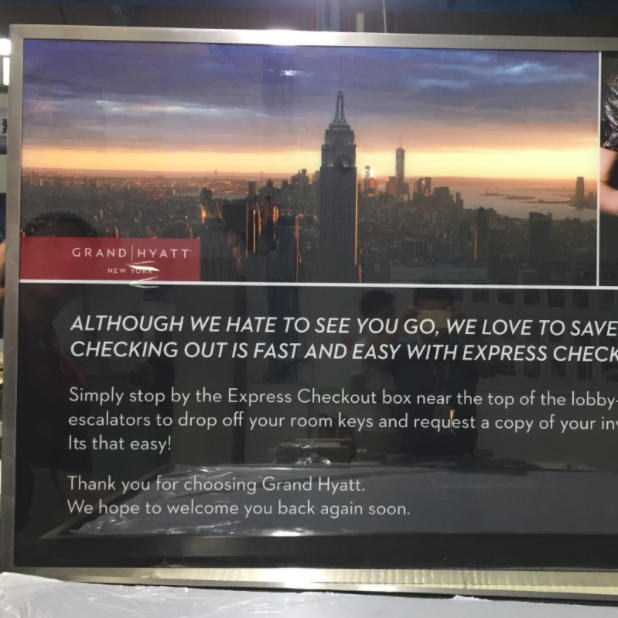 GRAND HYATT
NEW YORK
ALTHOUGH WE HATE TO SEE YOU GO, WE LOVE TO SAVE
CHECKING OUT IS FAST AND EASY WITH EXPRESS CHECK
Simply stop by the Express Checkout box near the top of the lobby-
escalators to drop off your room keys and request a copy of your inv
Its that easy!
Thank you for choosing Grand Hyatt.
We hope to welcome you back again soon.